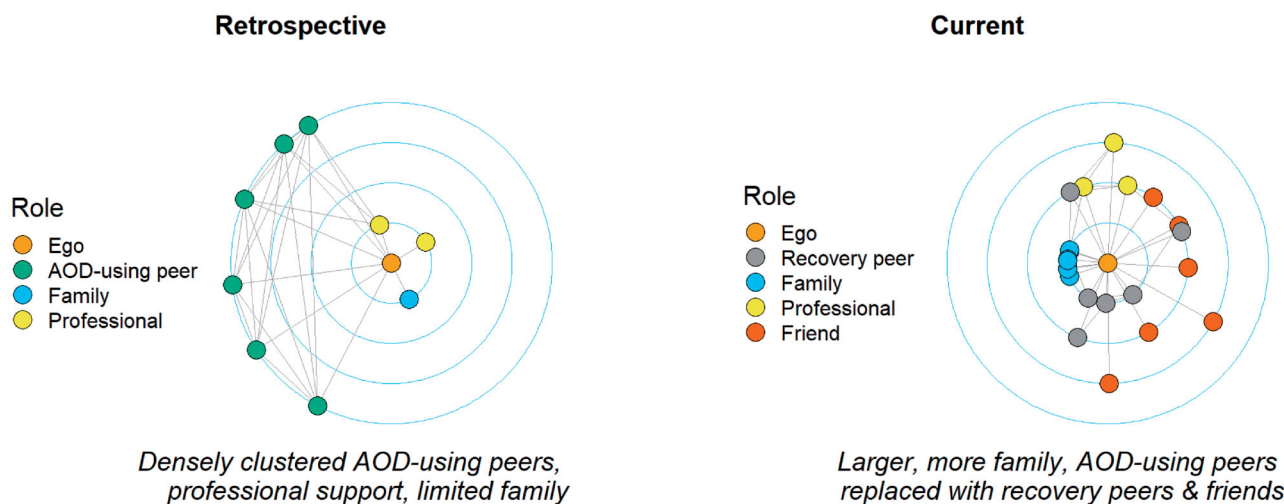 Retrospective
Role
Ego
AOD-using peer
Family
Professional
Densely clustered AOD-using peers,
professional support, limited family
Current
Role
Ego
Recovery peer
Family
Professional
Friend
Larger, more family, AOD-using peers
replaced with recovery peers & friends